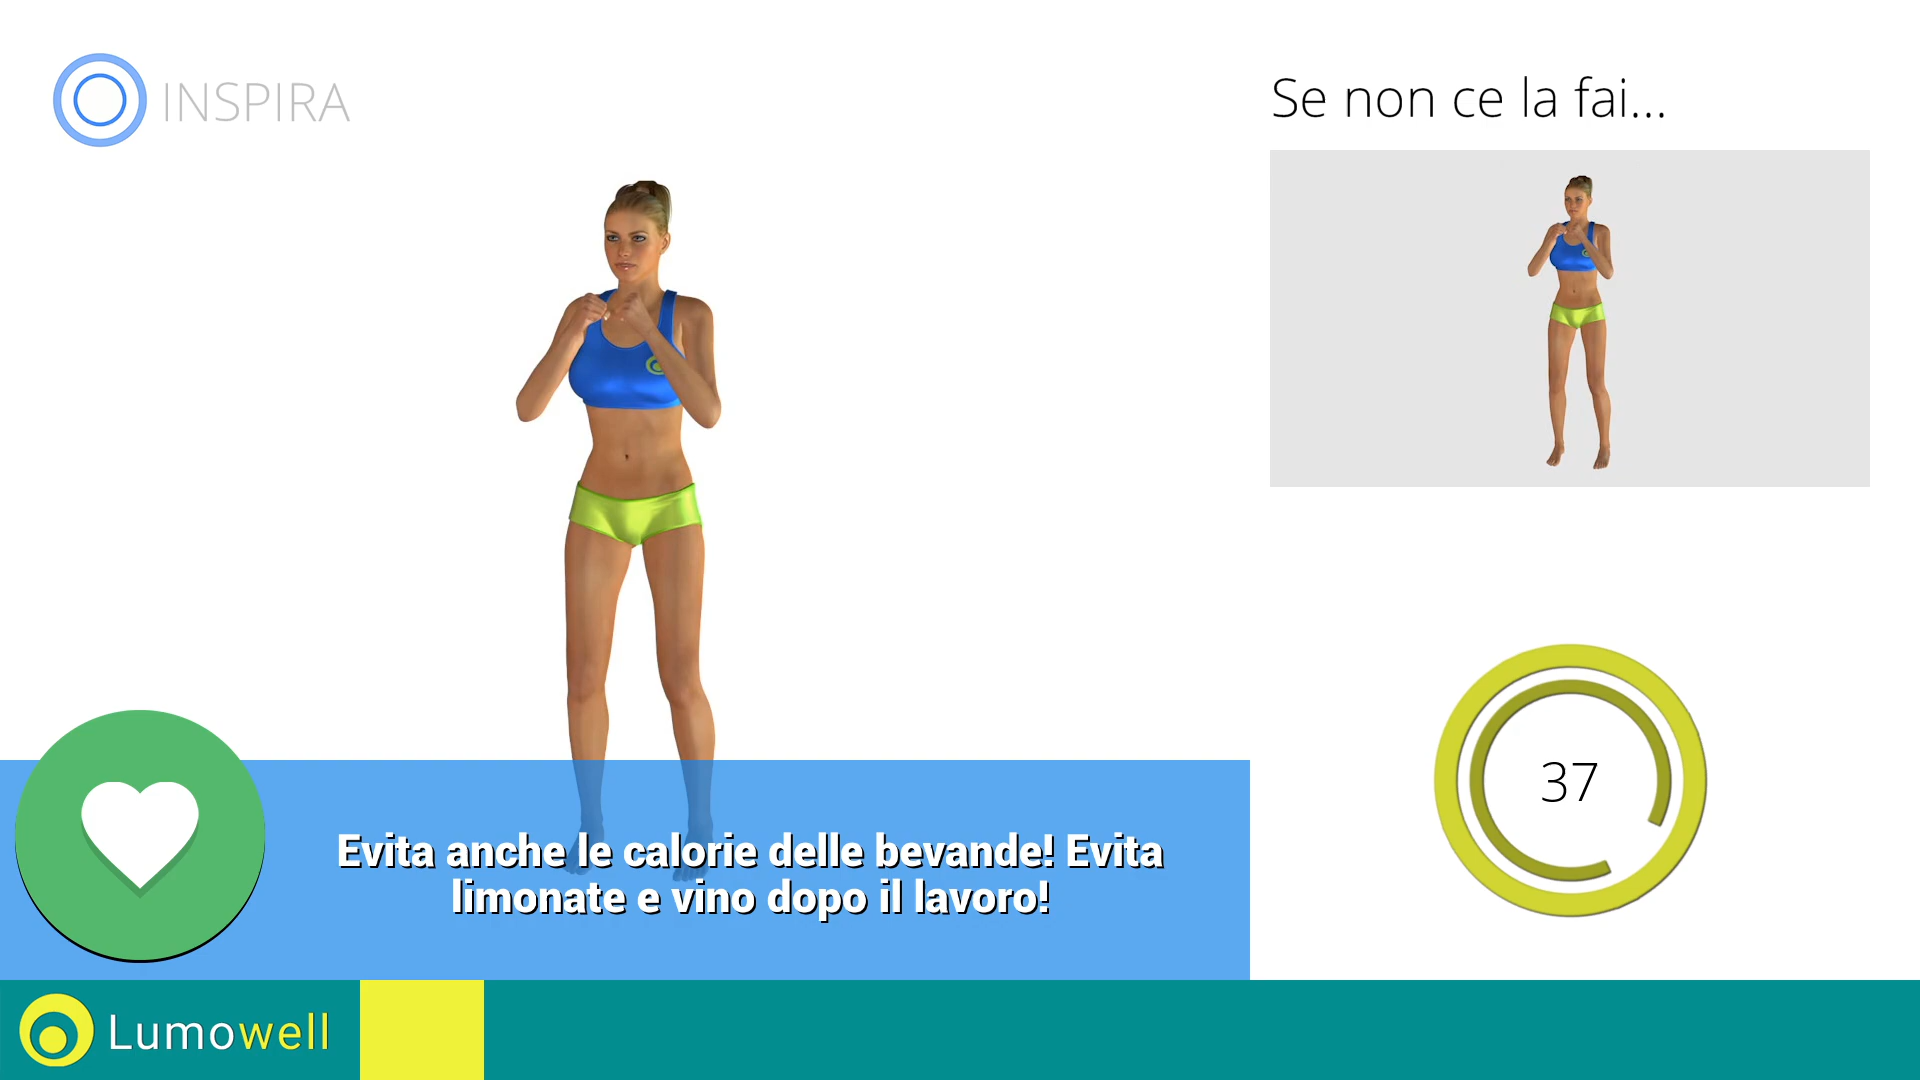 INSPIRA
Se non ce la fai...
37
Evita anche le calorie delle bevande! Evita
limonate e vino dopo il lavoro!
Lumowell